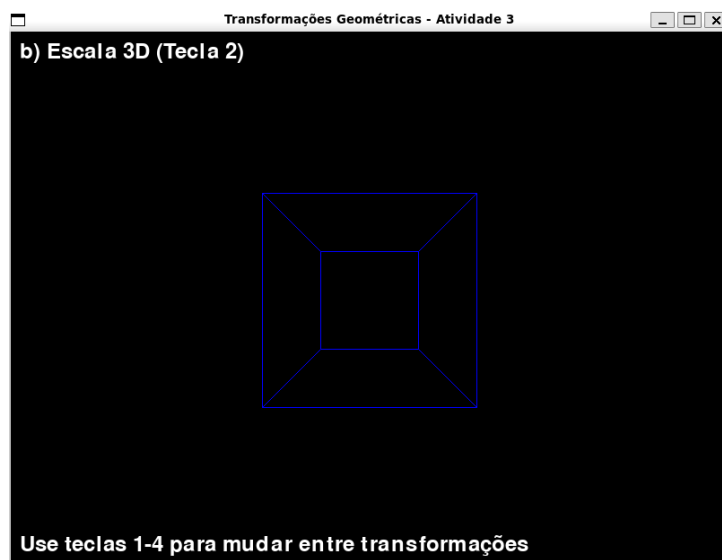 Transformações Geométricas - Atividade 3
b) Escala 3D (Tecla 2)
Use teclas 1-4 para mudar entre transformações